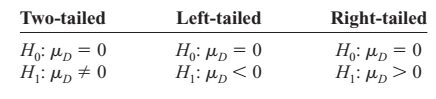 Two-tailed Left-tailed Right-tailed
H₀: μ_D = 0 H₀: μ_D = 0 H₀: μ_D = 0
H₁: μ_D ≠ 0 H₁: μ_D < 0 H₁: μ_D > 0